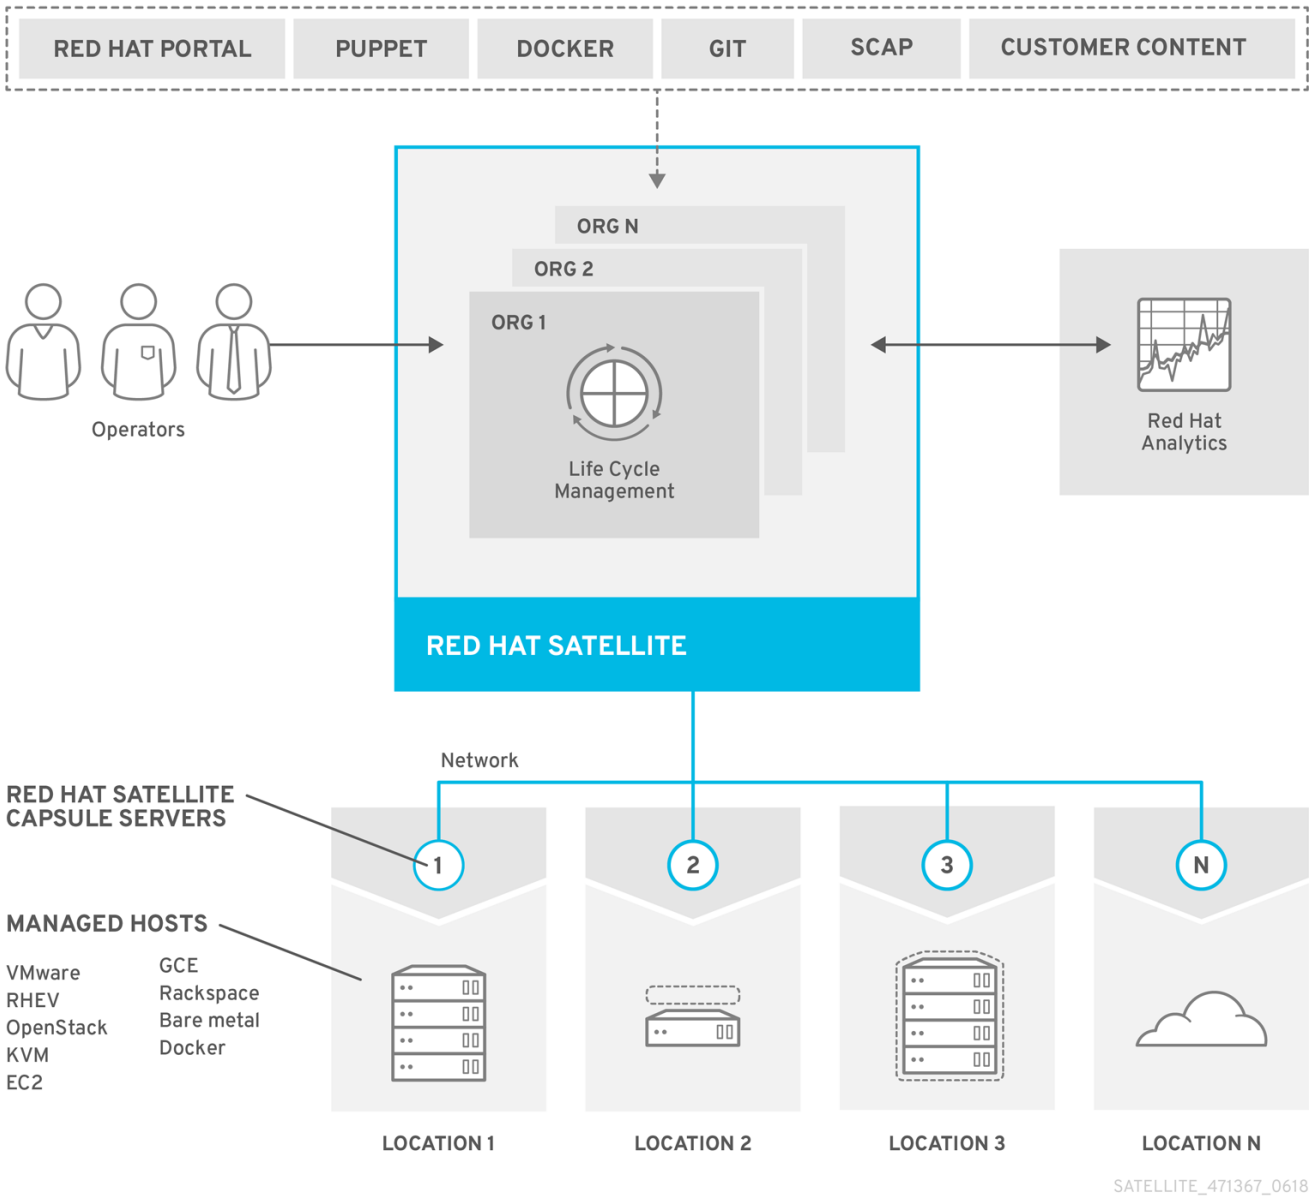 RED HAT PORTAL
PUPPET
DOCKER
GIT
SCAP
CUSTOMER CONTENT
ORG N
ORG 2
ORG 1
Life Cycle
Management
Operators
Red Hat
Analytics
RED HAT SATELLITE
Network
RED HAT SATELLITE
CAPSULE SERVERS
1
2
3
N
MANAGED HOSTS
VMware
RHEV
OpenStack
KVM
EC2
GCE
Rackspace
Bare metal
Docker
LOCATION 1
LOCATION 2
LOCATION 3
LOCATION N
SATELLITE_471367_0618